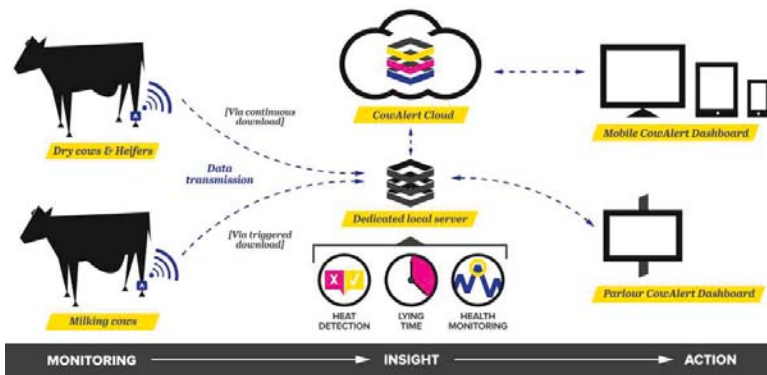 [Via continuous
download]
CowAlert Cloud
Mobile CowAlert Dashboard
Dry cows & Heifers
Data
transmission
Dedicated local server
[Via triggered
download]
Parlour CowAlert Dashboard
Milking cows
X
HEAT
DETECTION
LYING
TIME
HEALTH
MONITORING
MONITORING
INSIGHT
ACTION